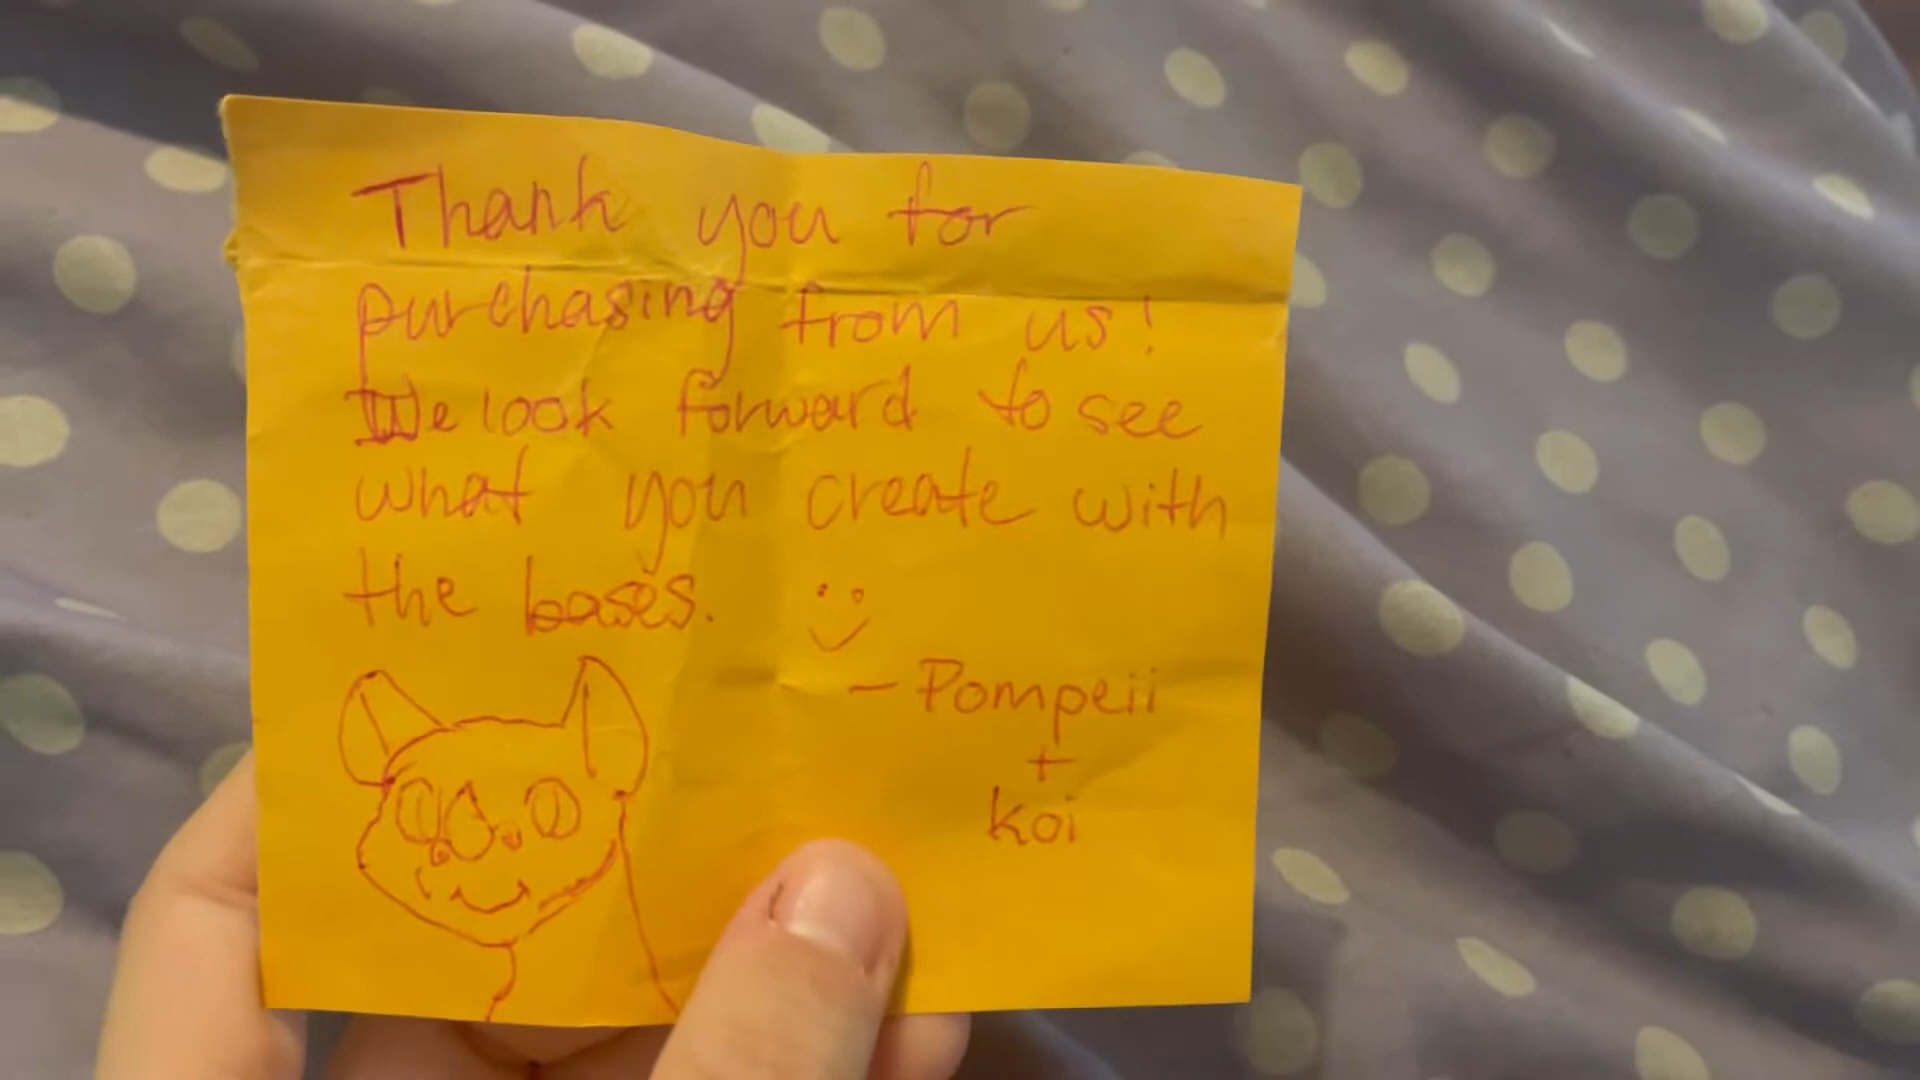 Thank you for
purchasing from us!
We look forward to see
what you create with
the bases. :)
- Pompeii
+
Koi